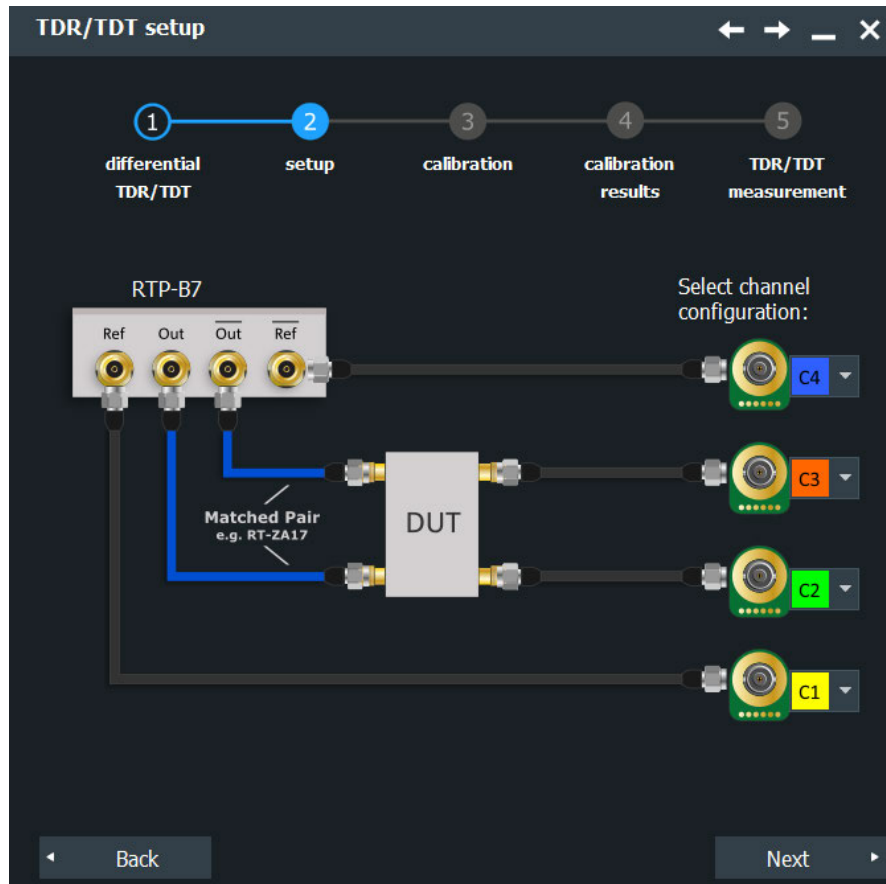 TDR/TDT setup
1
2
3
4
5
differential
TDR/TDT
setup
calibration
calibration
results
TDR/TDT
measurement
RTP-B7
Ref
Out
Out
Ref
Select channel
configuration:
C4
C3
Matched Pair
e.g. RT-ZA17
DUT
C2
C1
Back
Next